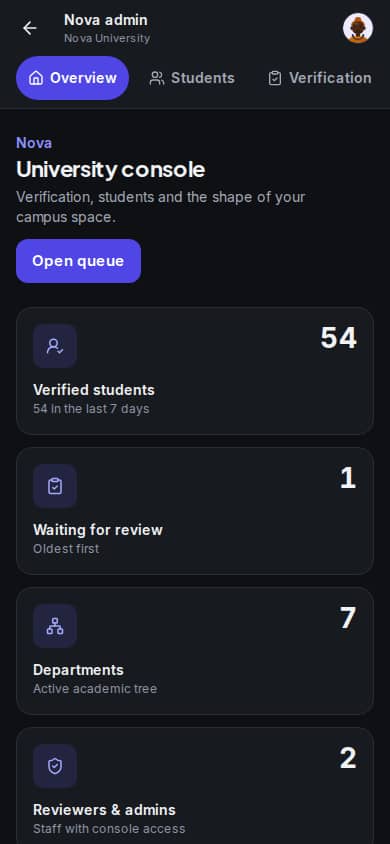 Nova admin
Nova University
Overview
Students
Verification
Nova
University console
Verification, students and the shape of your
campus space.
Open queue
54
Verified students
54 In the last 7 days
1
Waiting for review
Oldest first
7
Departments
Active academic tree
2
Reviewers & admins
Staff with console access